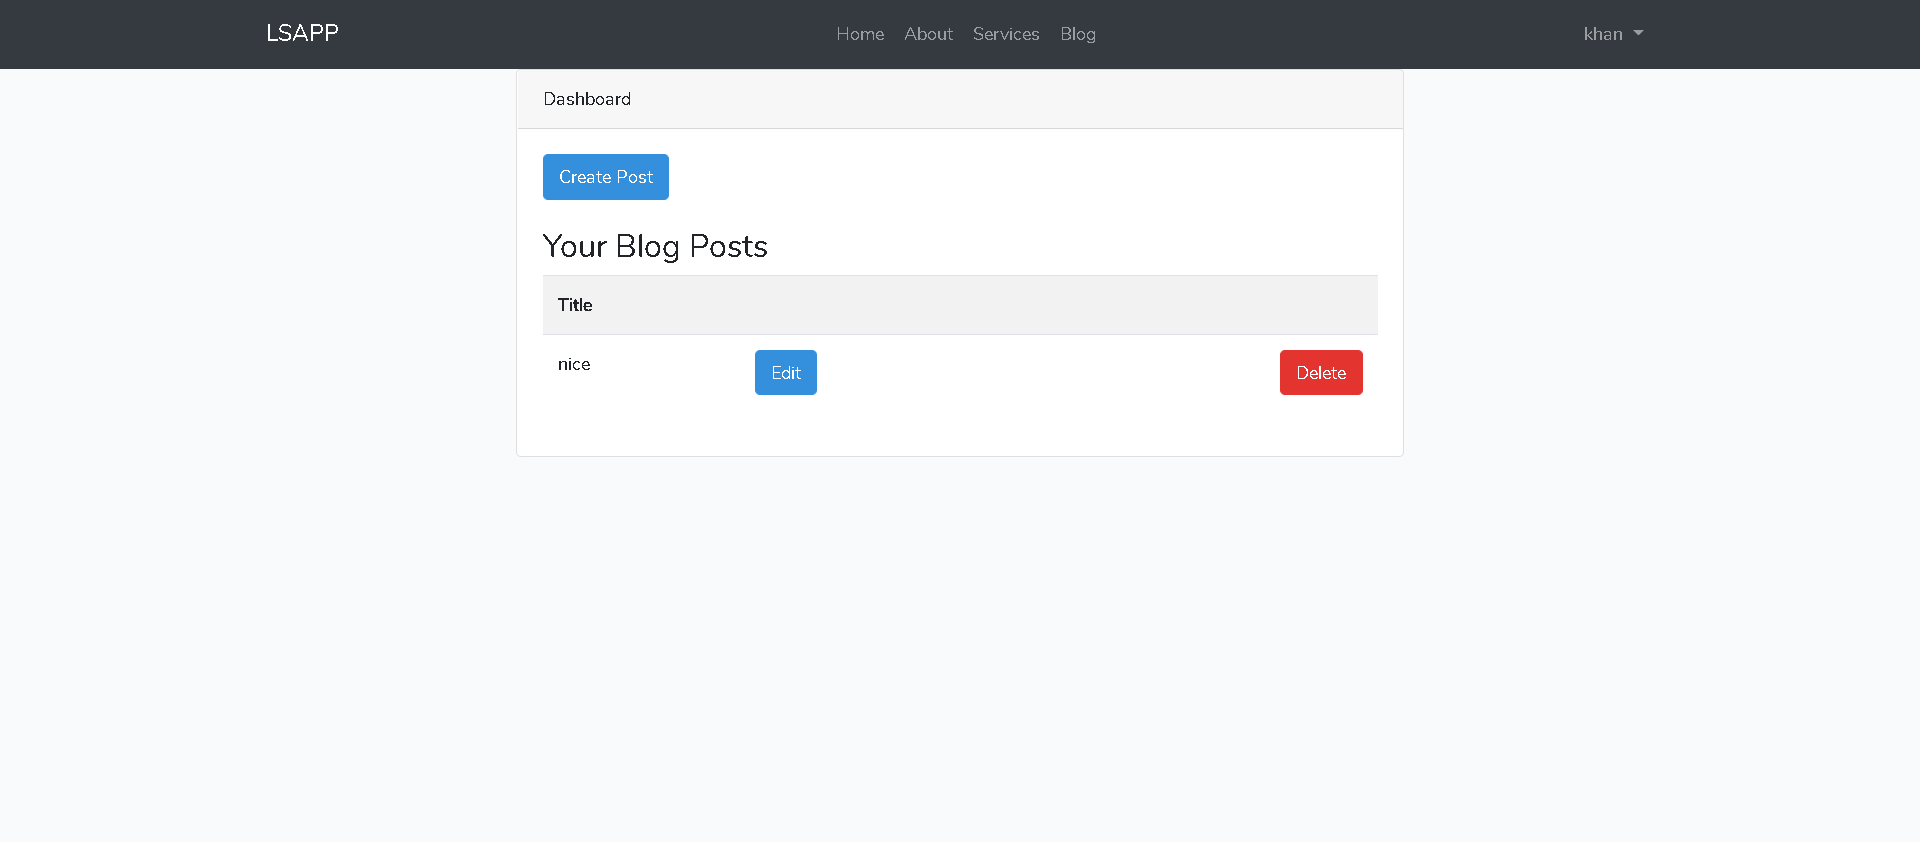 LSAPP Home About Services Blog khan
Dashboard
Create Post
Your Blog Posts
Title
nice Edit Delete